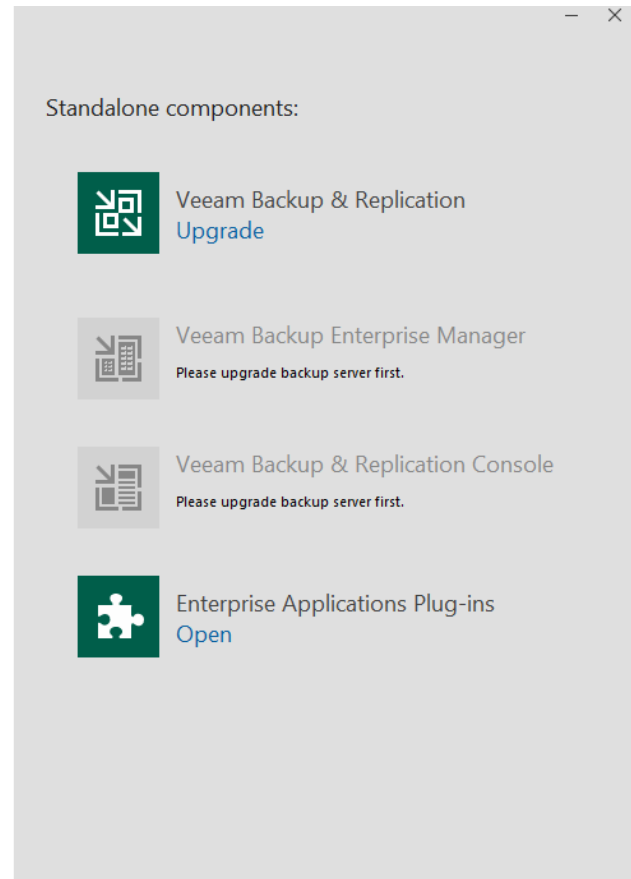 Standalone components:
Veeam Backup & Replication
Upgrade
Veeam Backup Enterprise Manager
Please upgrade backup server first.
Veeam Backup & Replication Console
Please upgrade backup server first.
Enterprise Applications Plug-ins
Open